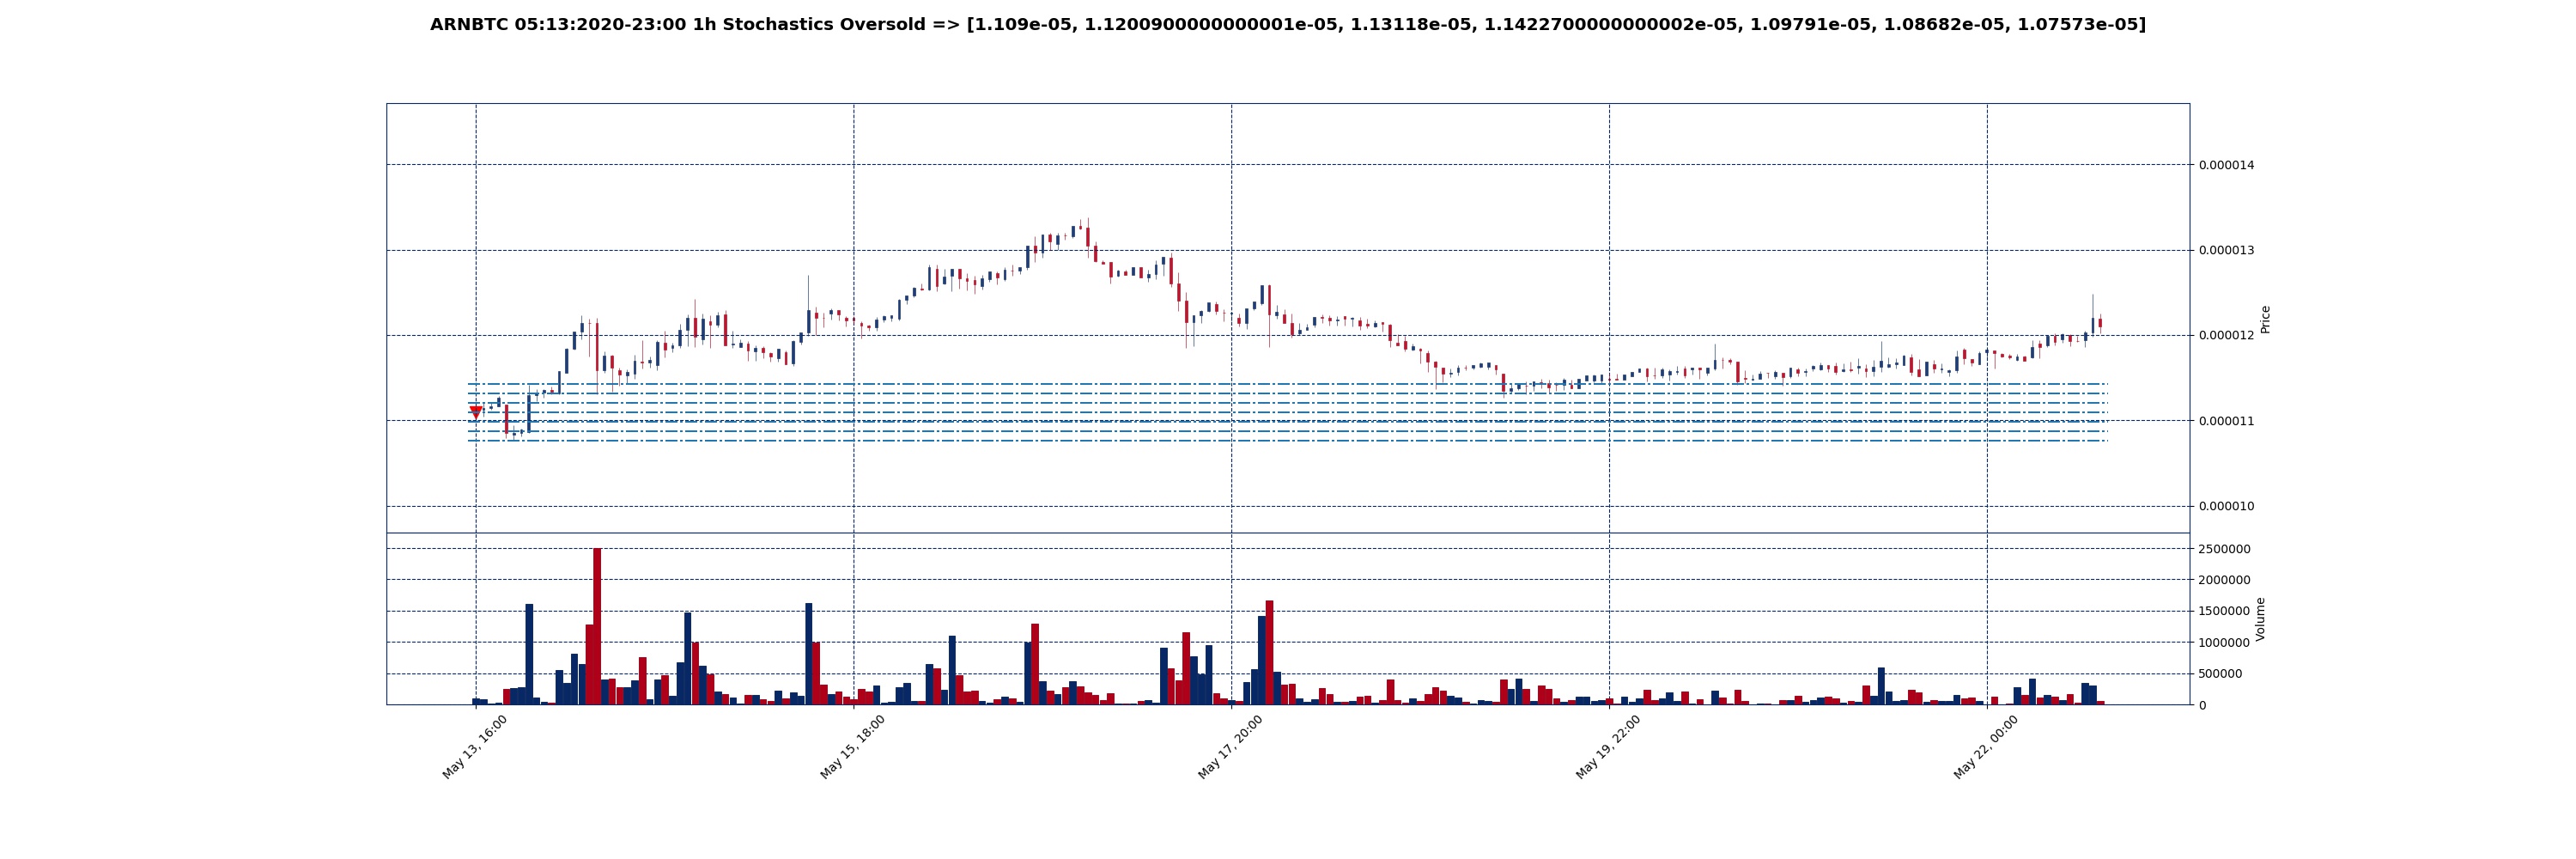 ARNBTC 05:13:2020-23:00 1h Stochastics Oversold => [1.109e-05, 1.1200900000000001e-05, 1.13118e-05, 1.1422700000000002e-05, 1.09791e-05, 1.08682e-05, 1.07573e-05]
0.000014
0.000013
0.000012
0.000011
0.000010
Price
2500000
2000000
1500000
1000000
500000
0
Volume
May 13, 16:00
May 15, 18:00
May 17, 20:00
May 19, 22:00
May 22, 00:00